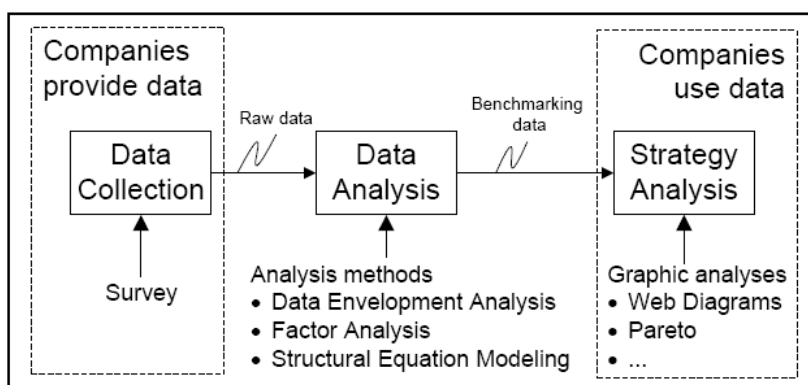 Companies
provide data
Companies
use data
Raw data
Benchmarking
data
Data
Collection
Data
Analysis
Strategy
Analysis
Survey
Analysis methods
• Data Envelopment Analysis
• Factor Analysis
• Structural Equation Modeling
Graphic analyses
• Web Diagrams
• Pareto
• ...